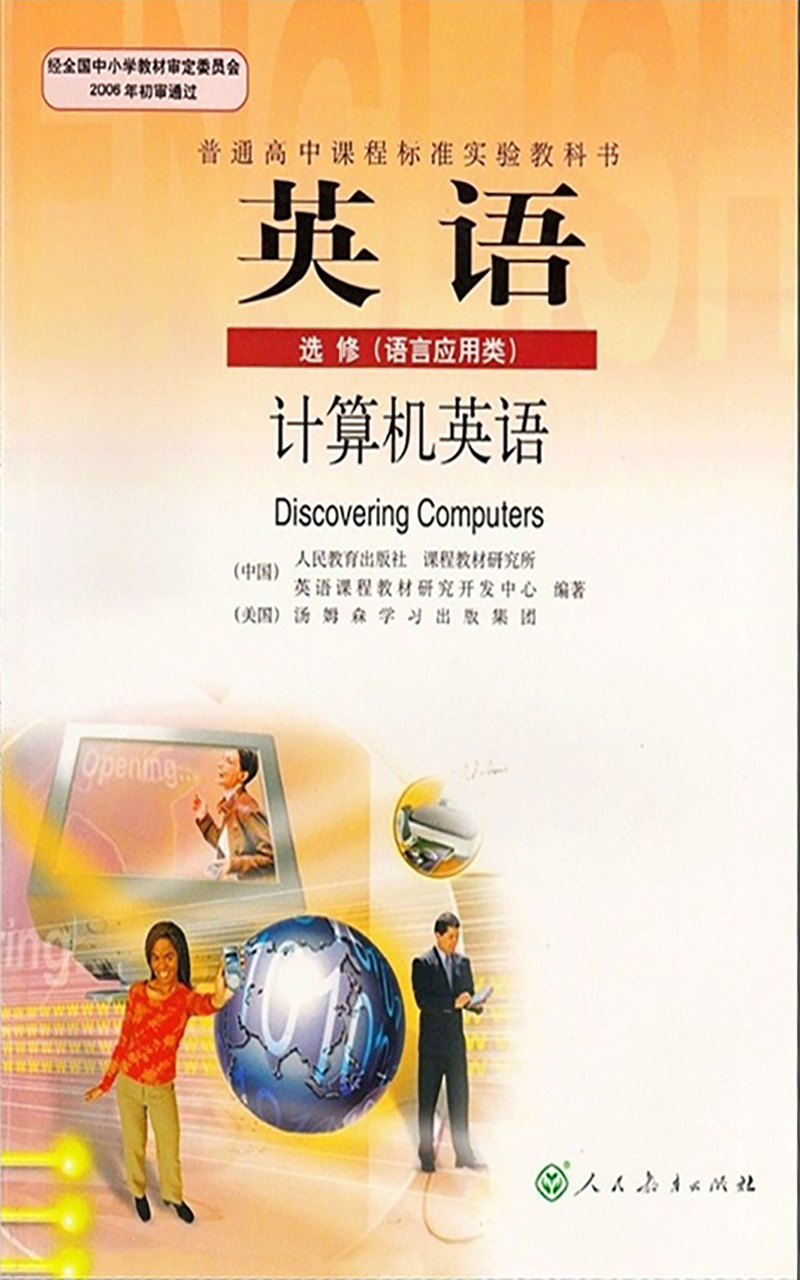 经全国中小学教材审定委员会
2006年初审通过
普通高中课程标准实验教科书
英语
选修(语言应用类)
计算机英语
Discovering Computers
(中国) 人民教育出版社 课程教材研究所
英语课程教材研究开发中心 编著
(美国) 汤姆森学习出版集团
Opening...
ing
人民教育出版社